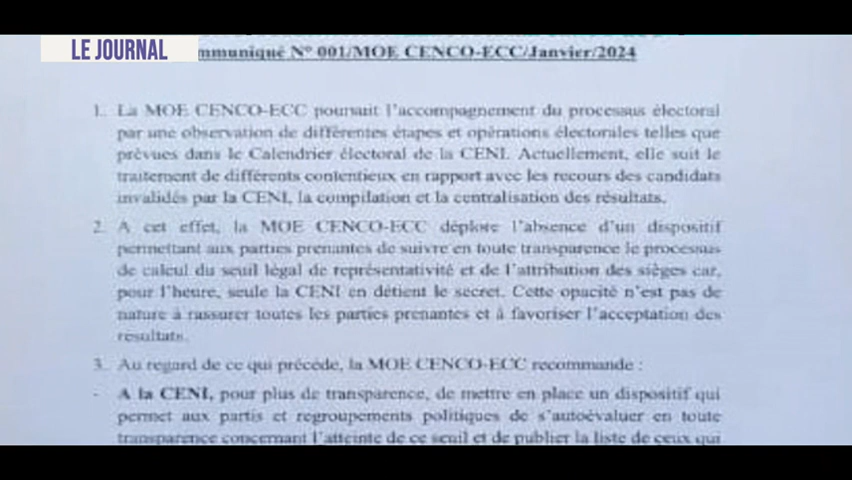 LE JOURNAL
mmuniqué N° 001/MOE CENCO-ECC/Janvier/2024
1. La MOE CENCO-ECC poursuit l'accompagnement du processus électoral
par une observation de différentes étapes et opérations électorales telles que
prévues dans le Calendrier électoral de la CENI. Actuellement, elle suit le
traitement de différents contentieux en rapport avec les recours des candidats
invalidés par la CENI, la compilation et la centralisation des résultats.
2. A cet effet, la MOE CENCO-ECC déplore l'absence d'un dispositif
permettant aux parties prenantes de suivre en toute transparence le processus
de calcul du seuil légal de représentativité et de l'attribution des sièges car,
pour l'heure, seule la CENI en détient le secret. Cette opacité n'est pas de
nature à rassurer toutes les parties prenantes et à favoriser l'acceptation des
résultats.
3. Au regard de ce qui précède, la MOE CENCO-ECC recommande :
- A la CENI, pour plus de transparence, de mettre en place un dispositif qui
permet aux partis et regroupements politiques de s'autoévaluer en toute
transparence concernant l'atteinte de ce seuil et de publier la liste de ceux qui